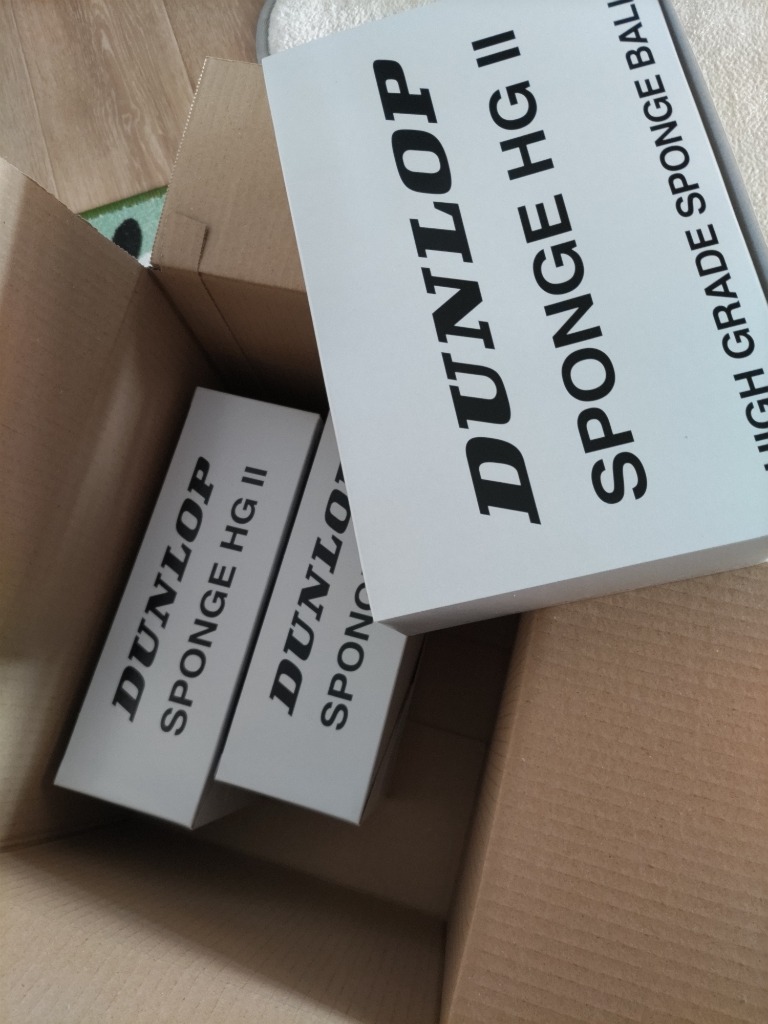 DUNLOP
SPONGE HG II
HIGH GRADE SPONGE BALL
DUNLOP
SPONGE HG II
DUNLOP
SPONG